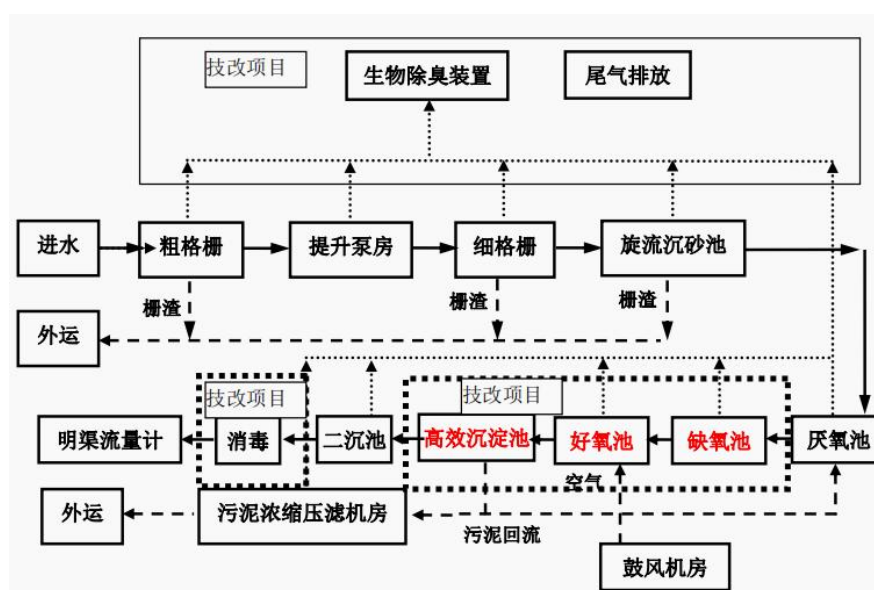 技改项目
生物除臭装置
尾气排放
进水
粗格栅
提升泵房
细格栅
旋流沉砂池
栅渣
栅渣
栅渣
外运
技改项目
技改项目
明渠流量计
消毒
二沉池
高效沉淀池
好氧池
缺氧池
厌氧池
空气
外运
污泥浓缩压滤机房
污泥回流
鼓风机房